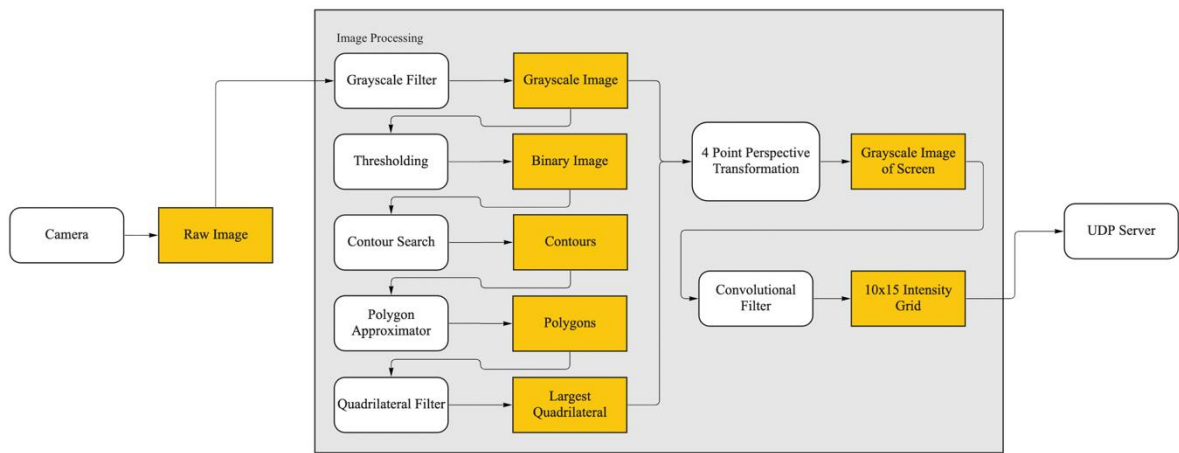 Image Processing
Grayscale Filter
Grayscale Image
Thresholding
Binary Image
4 Point Perspective
Transformation
Grayscale Image
of Screen
Camera
Raw Image
Contour Search
Contours
UDP Server
Convolutional
Filter
10x15 Intensity
Grid
Polygon
Approximator
Polygons
Quadrilateral Filter
Largest
Quadrilateral